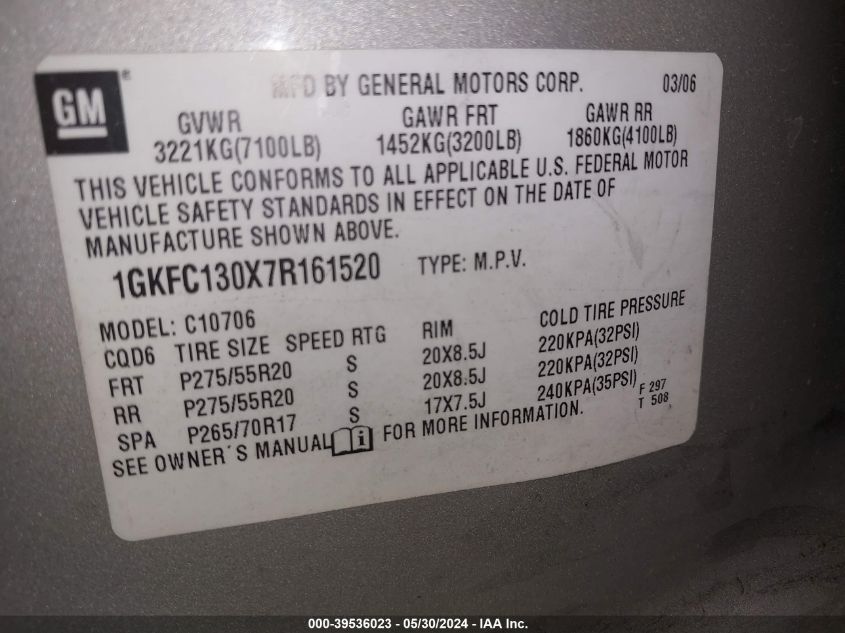 GM ®
MFD BY GENERAL MOTORS CORP. 03/06
GVWR GAWR FRT GAWR RR
3221KG(7100LB) 1452KG(3200LB) 1860KG(4100LB)
THIS VEHICLE CONFORMS TO ALL APPLICABLE U.S. FEDERAL MOTOR
VEHICLE SAFETY STANDARDS IN EFFECT ON THE DATE OF
MANUFACTURE SHOWN ABOVE.
1GKFC130X7R161520 TYPE: M.P.V.
MODEL: C10706
CQD6 TIRE SIZE SPEED RTG RIM COLD TIRE PRESSURE
FRT P275/55R20 S 20X8.5J 220KPA(32PSI)
RR P275/55R20 S 20X8.5J 220KPA(32PSI)
SPA P265/70R17 S 17X7.5J 240KPA(35PSI)
F 297
T 508
SEE OWNER´S MANUAL i FOR MORE INFORMATION.
000-39536023 - 05/30/2024 - IAA Inc.